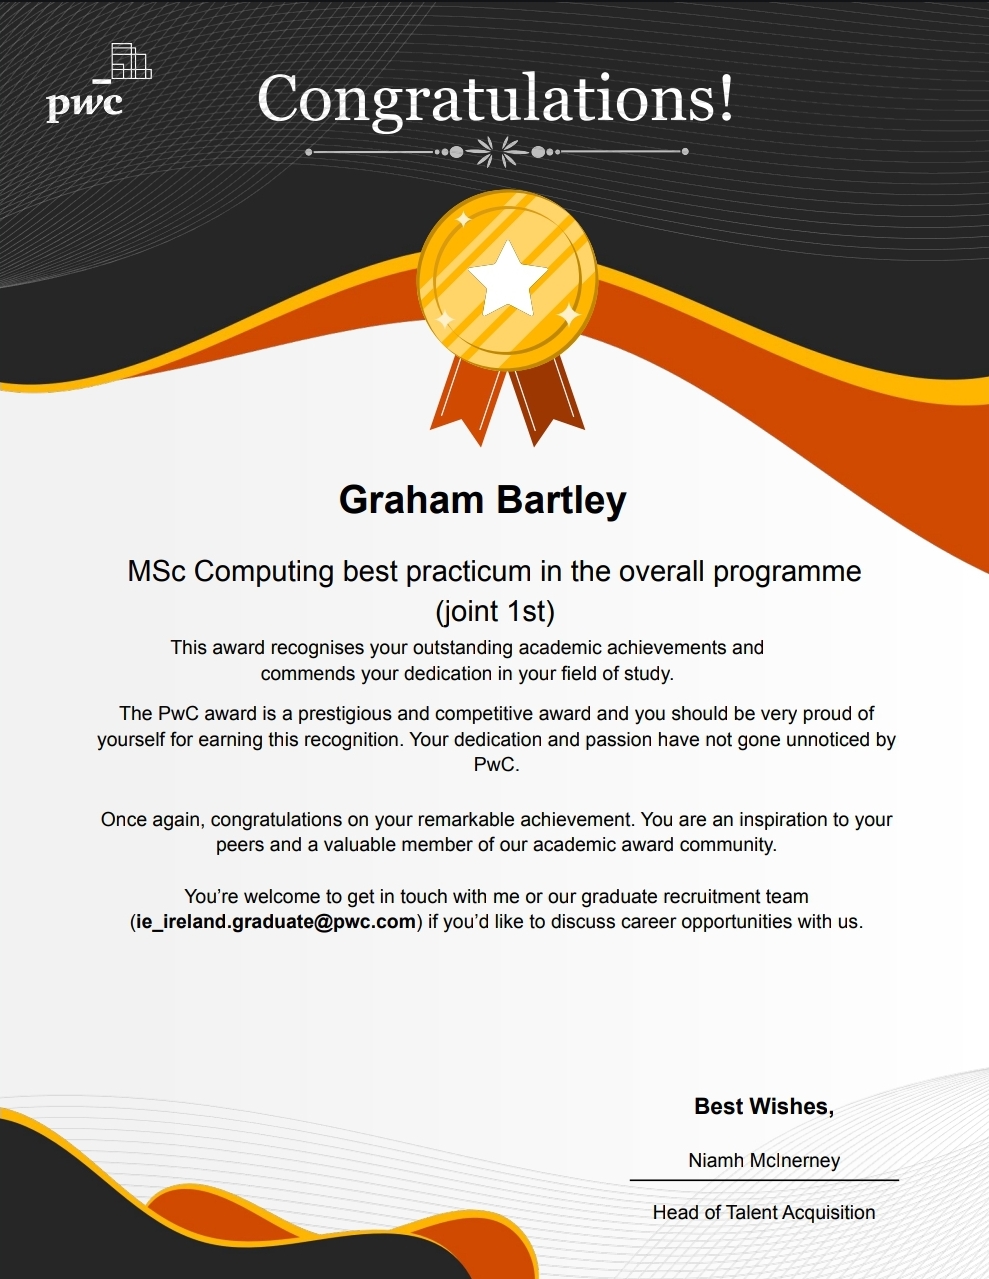 pwc
Congratulations!
Graham Bartley
MSc Computing best practicum in the overall programme
(joint 1st)
This award recognises your outstanding academic achievements and
commends your dedication in your field of study.
The PwC award is a prestigious and competitive award and you should be very proud of
yourself for earning this recognition. Your dedication and passion have not gone unnoticed by
PwC.
Once again, congratulations on your remarkable achievement. You are an inspiration to your
peers and a valuable member of our academic award community.
You’re welcome to get in touch with me or our graduate recruitment team
(ie_ireland.graduate@pwc.com) if you’d like to discuss career opportunities with us.
Best Wishes,
Niamh McInerney
Head of Talent Acquisition